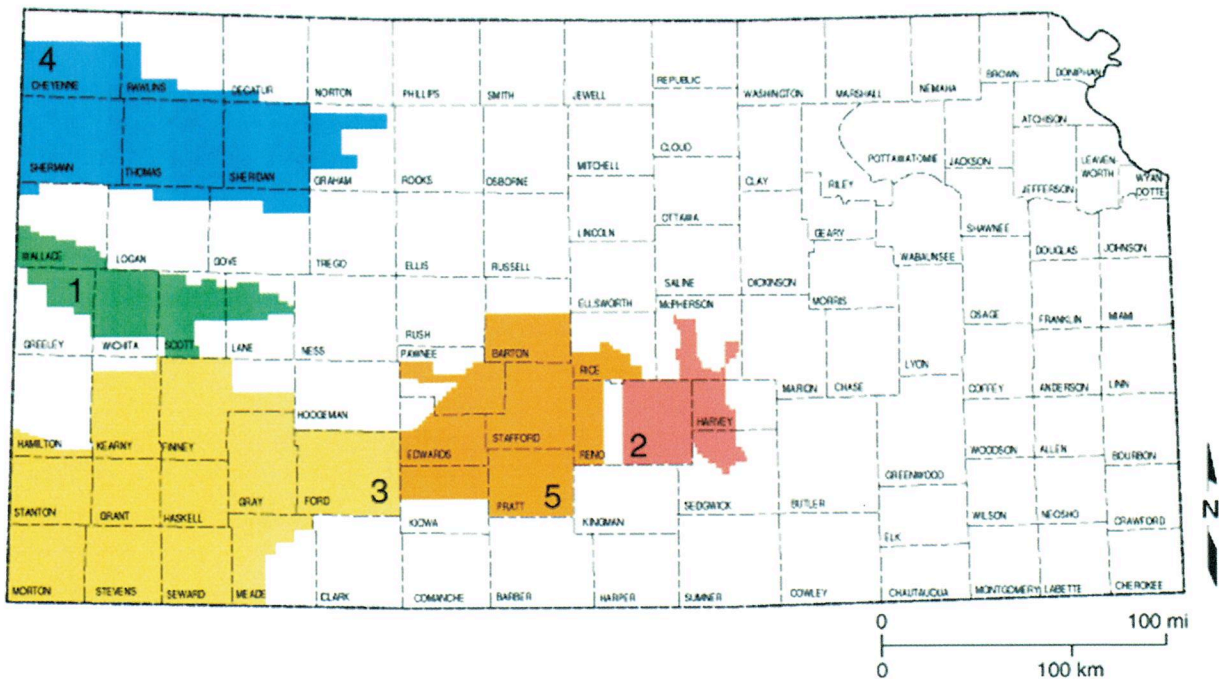 4
CHEYENNE RAWLINS DECATUR NORTON PHILLIPS SMITH JEWELL REPUBLIC WASHINGTON MARSHALL NEMAHA BROWN DONIPHAN
ATCHISON
SHERMANN THOMAS SHERIDAN GRAHAM ROOKS OSBORNE MITCHELL CLOUD CLAY RILEY POTTAWATOMIE JACKSON JEFFERSON LEAVEN-
WORTH
WYAN
DOTTE
WALLACE LOGAN GOVE TREGO ELLIS RUSSELL LINCOLN OTTAWA GEARY WABAUNSEE SHAWNEE DOUGLAS JOHNSON
SALINE DICKINSON
1
GREELEY WICHITA SCOTT LANE NESS RUSH BARTON ELLSWORTH McPHERSON MORRIS LYON OSAGE FRANKLIN MIAMI
PAWNEE RICE MARION CHASE COFFEY ANDERSON LINN
HAMILTON KEARNY FINNEY HODGEMAN EDWARDS STAFFORD RENO 2 HARVEY GREENWOOD WOODSON ALLEN BOURBON
STANTON GRANT HASKELL GRAY FORD 3 KIOWA PRATT 5 KINGMAN SEDGWICK BUTLER ELK WILSON NEOSHO CRAWFORD
MORTON STEVENS SEWARD MEADE CLARK COMANCHE BARBER HARPER SUMNER COWLEY CHAUTAUQUA MONTGOMERY LABETTE CHEROKEE
N
0 100 mi
0 100 km